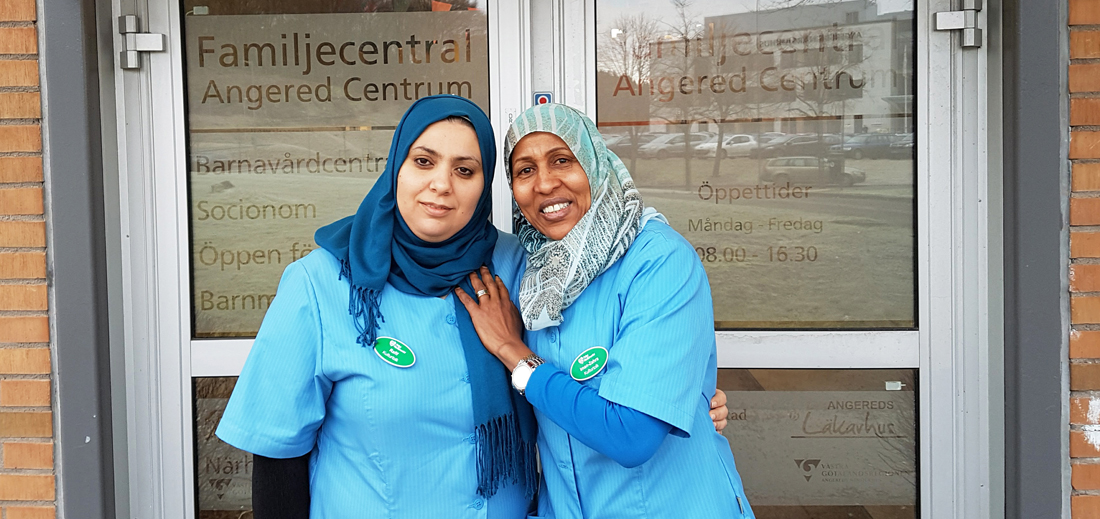 Familjecentral
Angered Centrum
Barnavårdcentral
Socionom
Öppen
Barnm
Familjecentral
Angered Centrum
Öppettider
Måndag - Fredag
08.00 - 16.30
ANGEREDS
Läkarhus